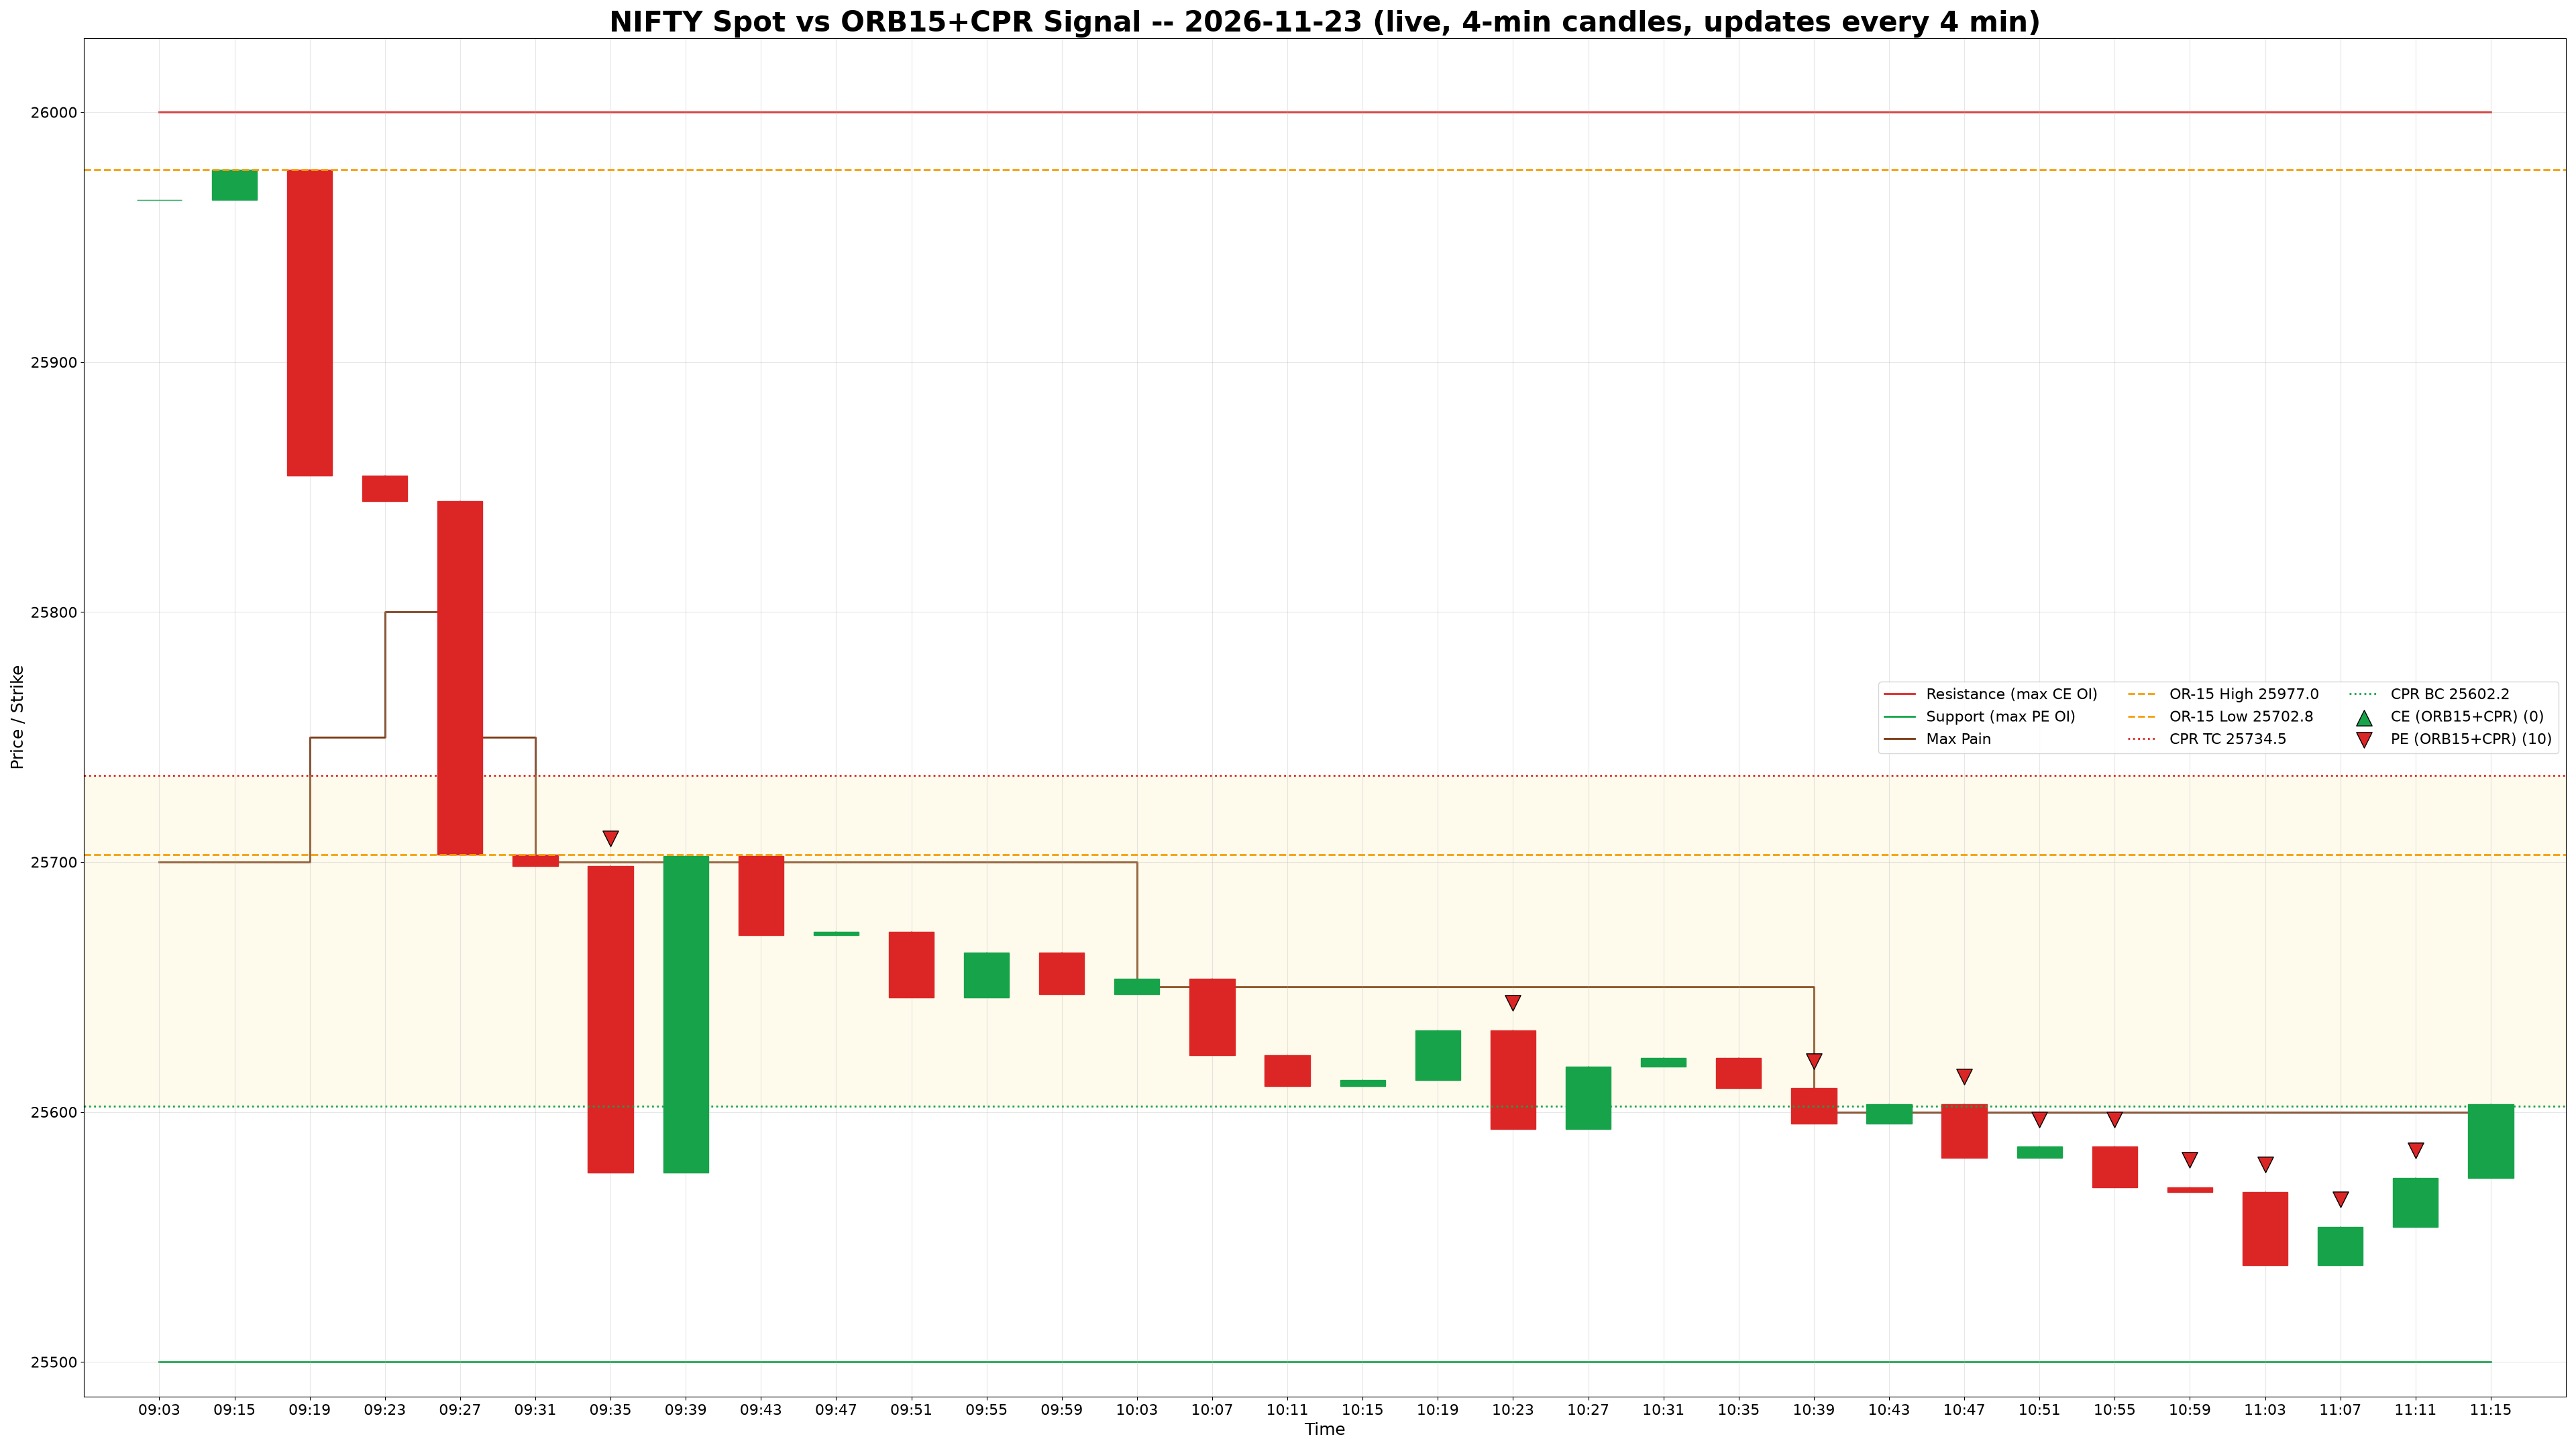 NIFTY Spot vs ORB15+CPR Signal -- 2026-11-23 (live, 4-min candles, updates every 4 min)
Price / Strike
26000
25900
25800
25700
25600
25500
Resistance (max CE OI)
Support (max PE OI)
Max Pain
OR-15 High 25977.0
OR-15 Low 25702.8
CPR TC 25734.5
CPR BC 25602.2
CE (ORB15+CPR) (0)
PE (ORB15+CPR) (10)
09:03 09:15 09:19 09:23 09:27 09:31 09:35 09:39 09:43 09:47 09:51 09:55 09:59 10:03 10:07 10:11 10:15 10:19 10:23 10:27 10:31 10:35 10:39 10:43 10:47 10:51 10:55 10:59 11:03 11:07 11:11 11:15
Time